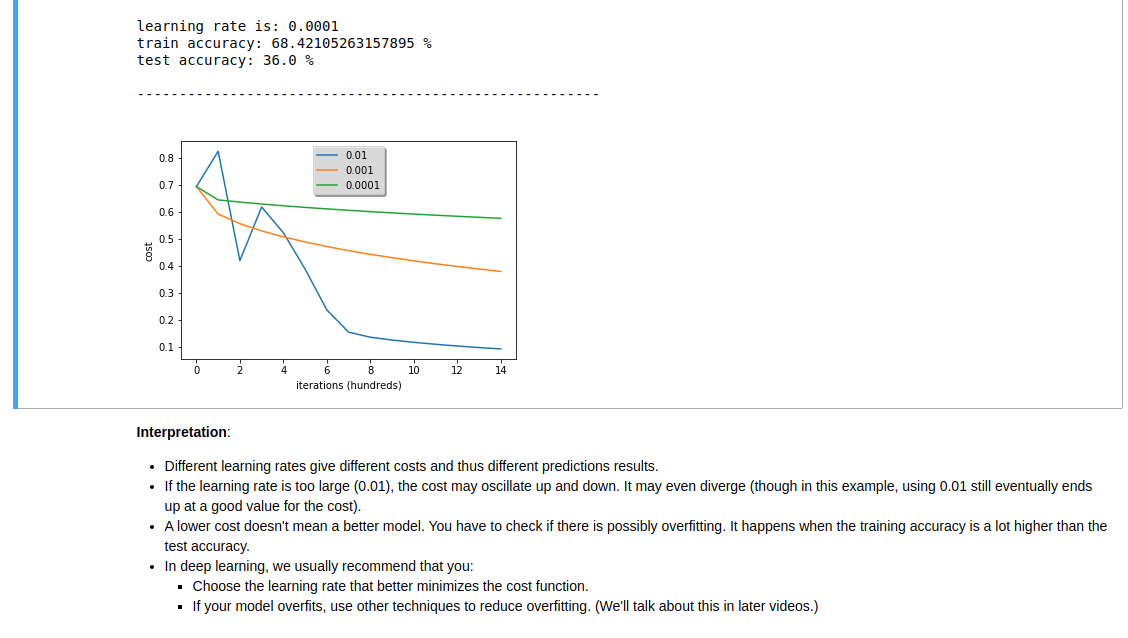 learning rate is: 0.0001
train accuracy: 68.42105263157895 %
test accuracy: 36.0 %
-------------------------------------------------------
0.01
0.001
0.0001
0.8
0.7
0.6
0.5
0.4
0.3
0.2
0.1
cost
0 2 4 6 8 10 12 14
iterations (hundreds)
Interpretation:
• Different learning rates give different costs and thus different predictions results.
• If the learning rate is too large (0.01), the cost may oscillate up and down. It may even diverge (though in this example, using 0.01 still eventually ends
up at a good value for the cost).
• A lower cost doesn't mean a better model. You have to check if there is possibly overfitting. It happens when the training accuracy is a lot higher than the
test accuracy.
• In deep learning, we usually recommend that you:
▪ Choose the learning rate that better minimizes the cost function.
▪ If your model overfits, use other techniques to reduce overfitting. (We'll talk about this in later videos.)